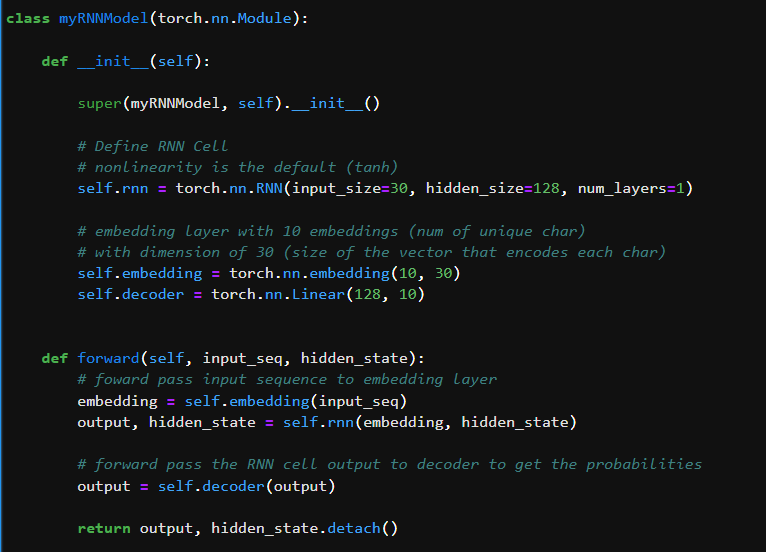 class myRNNModel(torch.nn.Module):
def __init__(self):
super(myRNNModel, self).__init__()
# Define RNN Cell
# nonlinearity is the default (tanh)
self.rnn = torch.nn.RNN(input_size=30, hidden_size=128, num_layers=1)
# embedding layer with 10 embeddings (num of unique char)
# with dimension of 30 (size of the vector that encodes each char)
self.embedding = torch.nn.embedding(10, 30)
self.decoder = torch.nn.Linear(128, 10)
def forward(self, input_seq, hidden_state):
# foward pass input sequence to embedding layer
embedding = self.embedding(input_seq)
output, hidden_state = self.rnn(embedding, hidden_state)
# forward pass the RNN cell output to decoder to get the probabilities
output = self.decoder(output)
return output, hidden_state.detach()